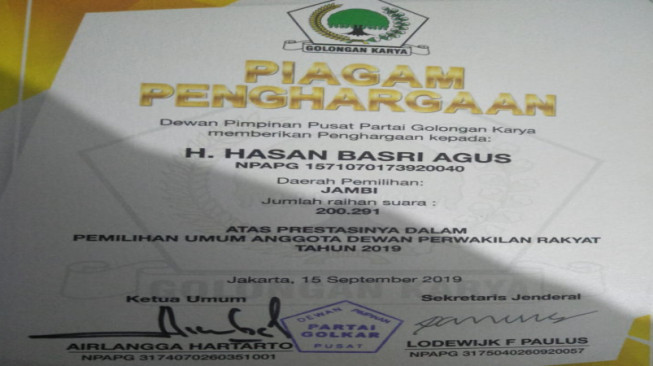 GOLONGAN KARYA
PIAGAM
PENGHARGAAN
Dewan Pimpinan Pusat Partai Golongan Karya
memberikan Penghargaan kepada:
H. HASAN BASRI AGUS
NPAPG 1571070173920040
Daerah Pemilihan:
JAMBI
Jumlah raihan suara :
200.291
ATAS PRESTASINYA DALAM
PEMILIHAN UMUM ANGGOTA DEWAN PERWAKILAN RAKYAT
TAHUN 2019
GOLONGAN KARYA
Jakarta, 15 September 2019
Ketua Umum
Sekretaris Jenderal
DEWAN PIMPINAN
PARTAI
GOLKAR
PUSAT
AIRLANGGA HARTARTO
LODEWIJK F PAULUS
NPAPG 3174070260351001
NPAPG 3175040260920057